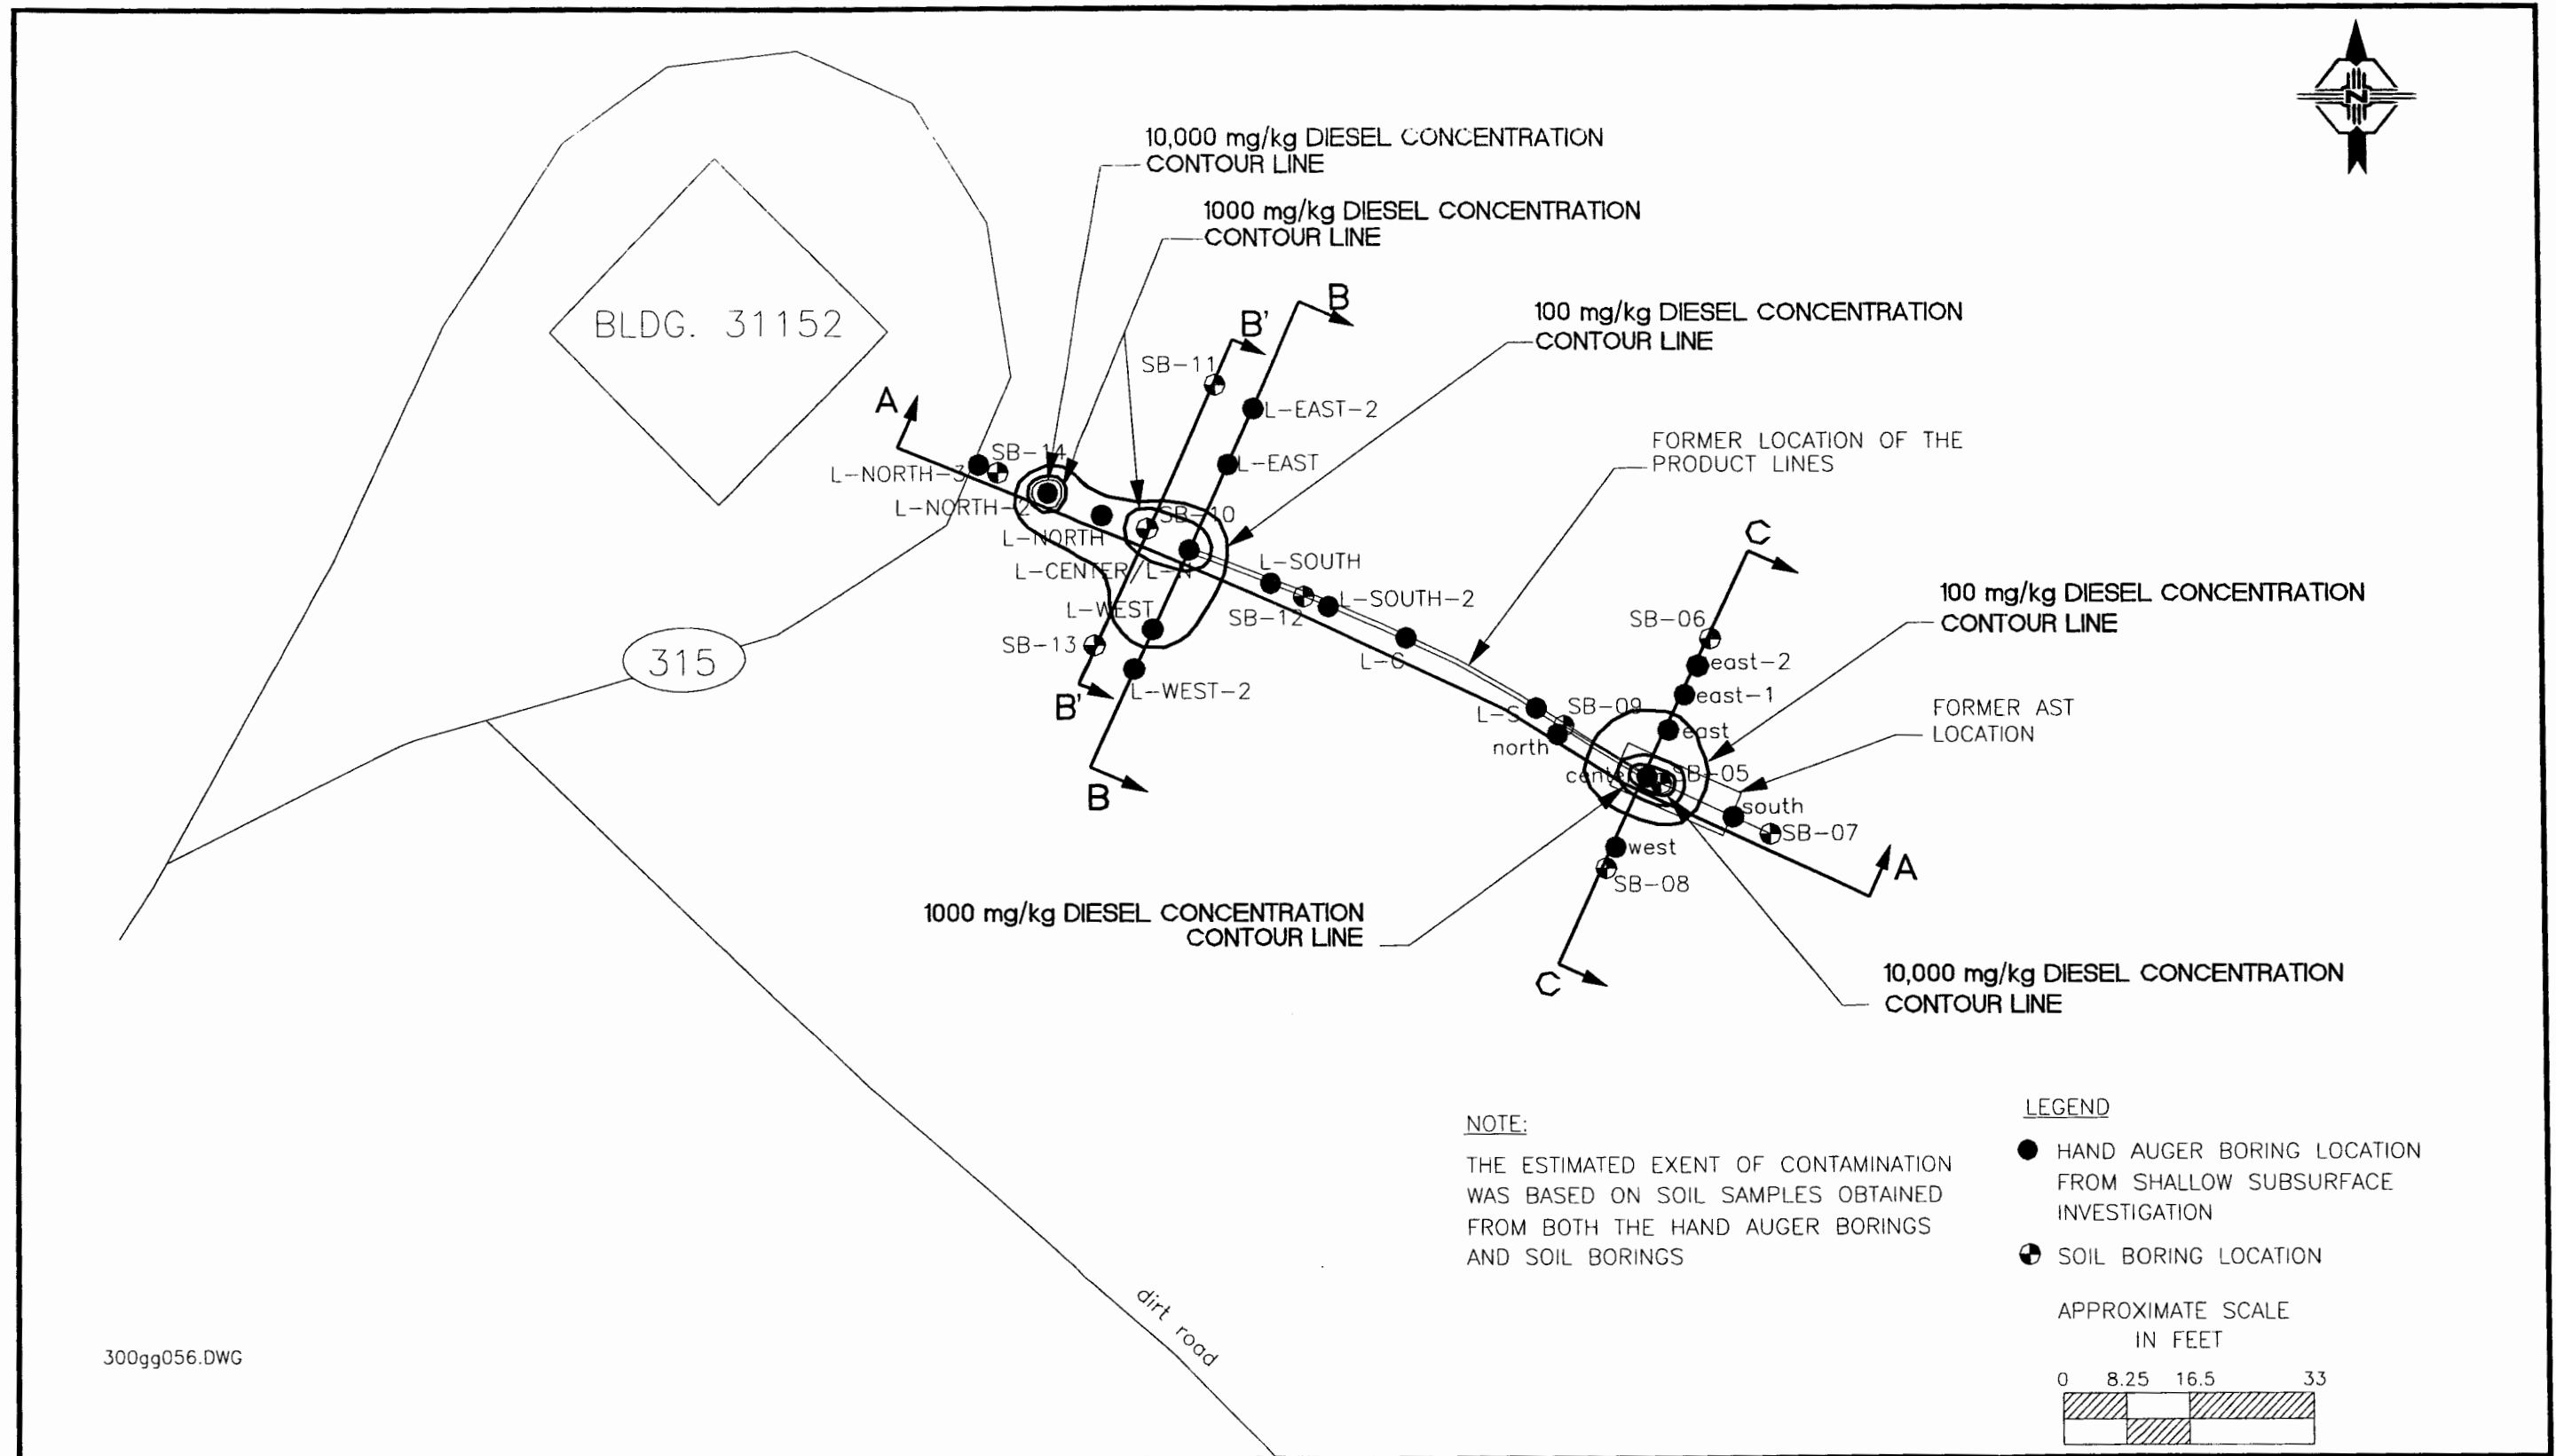 N
10,000 mg/kg DIESEL CONCENTRATION
CONTOUR LINE
1000 mg/kg DIESEL CONCENTRATION
CONTOUR LINE
BLDG. 31152
B
B'
100 mg/kg DIESEL CONCENTRATION
CONTOUR LINE
SB-11
A
L-EAST-2
FORMER LOCATION OF THE
PRODUCT LINES
SB-14
L-NORTH-3
L-EAST
L-NORTH-2
SB-10
L-NORTH
C
L-CENTER/L-N
L-SOUTH
100 mg/kg DIESEL CONCENTRATION
CONTOUR LINE
L-SOUTH-2
L-WEST
SB-12
SB-06
SB-13
315
L-C
east-2
L-WEST-2
east-1
B'
L-S
SB-09
FORMER AST
LOCATION
east
north
center
SB-05
B
south
SB-07
west
A
SB-08
1000 mg/kg DIESEL CONCENTRATION
CONTOUR LINE
C
10,000 mg/kg DIESEL CONCENTRATION
CONTOUR LINE
NOTE:
THE ESTIMATED EXENT OF CONTAMINATION
WAS BASED ON SOIL SAMPLES OBTAINED
FROM BOTH THE HAND AUGER BORINGS
AND SOIL BORINGS
LEGEND
HAND AUGER BORING LOCATION
FROM SHALLOW SUBSURFACE
INVESTIGATION
SOIL BORING LOCATION
APPROXIMATE SCALE
IN FEET
0 8.25 16.5 33
dirt road
300gg056.DWG